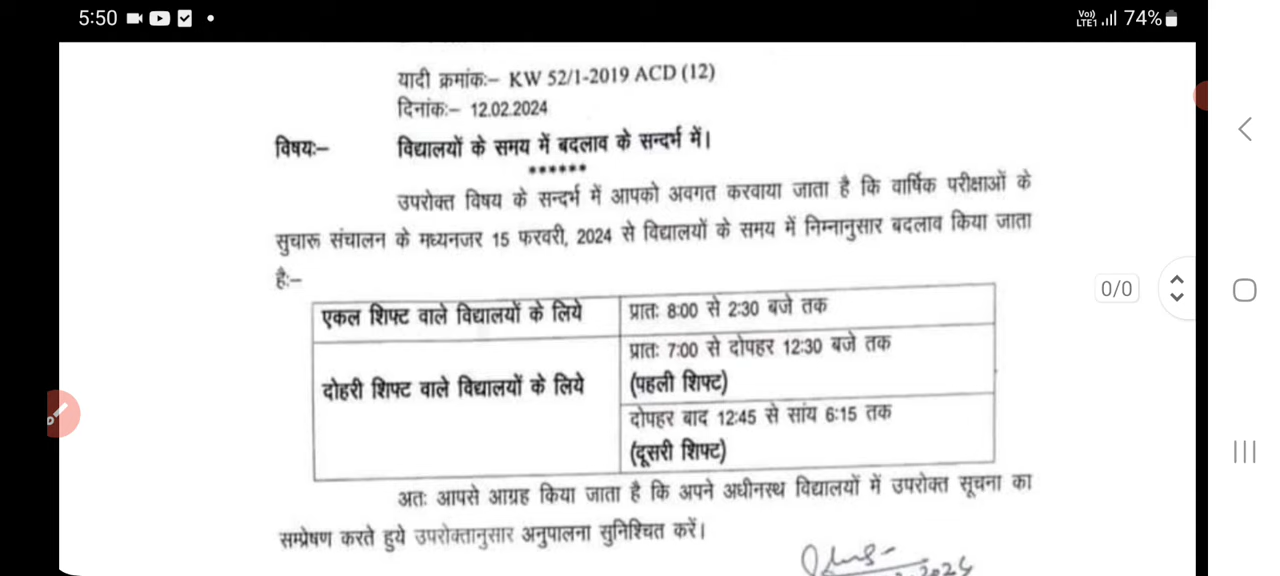 5:50
Vo)) LTE1 74%
यादी क्रमांकः– KW 52/1-2019 ACD (12)
दिनांकः– 12.02.2024
विषयः– विद्यालयों के समय में बदलाव के सन्दर्भ में।
******
उपरोक्त विषय के सन्दर्भ में आपको अवगत करवाया जाता है कि वार्षिक परीक्षाओं के
सुचारू संचालन के मध्यनजर 15 फरवरी, 2024 से विद्यालयों के समय में निम्नानुसार बदलाव किया जाता
हैः–
0/0
एकल शिफ्ट वाले विद्यालयों के लिये प्रातः 8:00 से 2:30 बजे तक
दोहरी शिफ्ट वाले विद्यालयों के लिये
प्रातः 7:00 से दोपहर 12:30 बजे तक
(पहली शिफ्ट)
दोपहर बाद 12:45 से सांय 6:15 तक
(दूसरी शिफ्ट)
अतः आपसे आग्रह किया जाता है कि अपने अधीनस्थ विद्यालयों में उपरोक्त सूचना का
सम्प्रेषण करते हुये उपरोक्तानुसार अनुपालना सुनिश्चित करें।